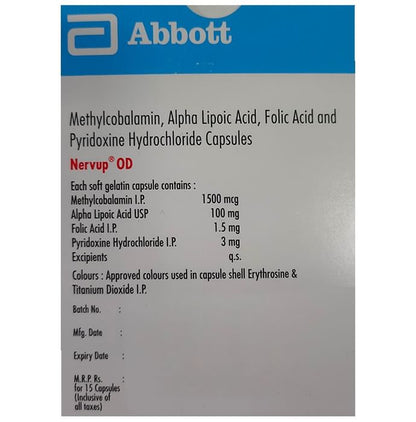 Abbott
Methylcobalamin, Alpha Lipoic Acid, Folic Acid and
Pyridoxine Hydrochloride Capsules
Nervup® OD
Each soft gelatin capsule contains :
Methylcobalamin I.P. 1500 mcg
Alpha Lipoic Acid USP 100 mg
Folic Acid I.P. 1.5 mg
Pyridoxine Hydrochloride I.P. 3 mg
Excipients q.s.
Colours : Approved colours used in capsule shell Erythrosine &
Titanium Dioxide I.P.
Batch No. :
Mfg. Date :
Expiry Date :
M.R.P. Rs. :
for 15 Capsules
(Inclusive of
all taxes)